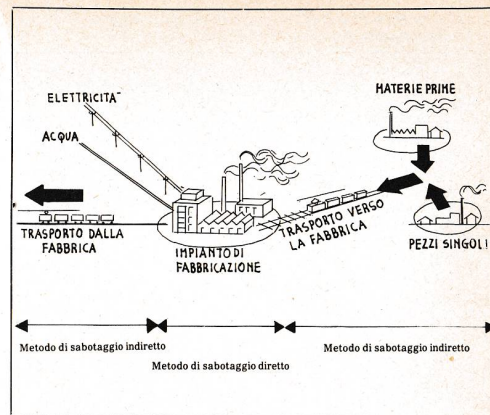 ELETTRICITA'
ACQUA
MATERIE PRIME
TRASPORTO DALLA
FABBRICA
IMPIANTO DI
FABBRICAZIONE
TRASPORTO VERSO
LA FABBRICA
PEZZI SINGOLI
Metodo di sabotaggio indiretto
Metodo di sabotaggio diretto
Metodo di sabotaggio indiretto